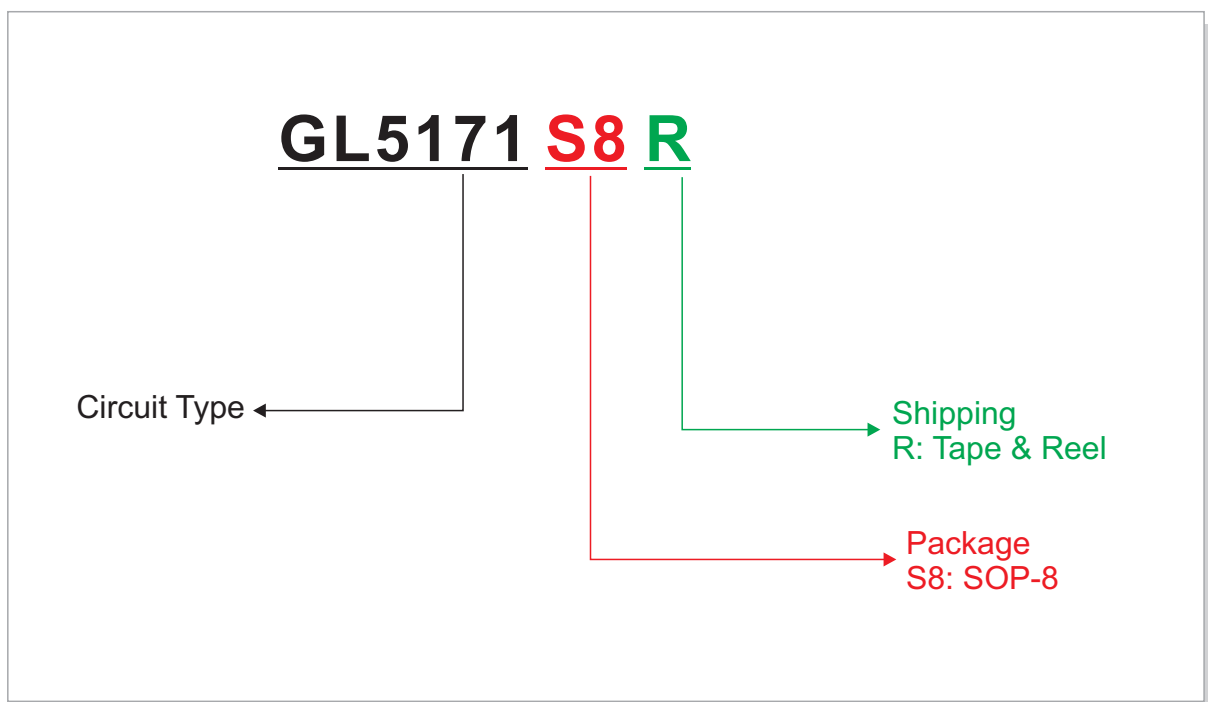 GL5171 S8 R
Circuit Type
Shipping
R: Tape & Reel
Package
S8: SOP-8